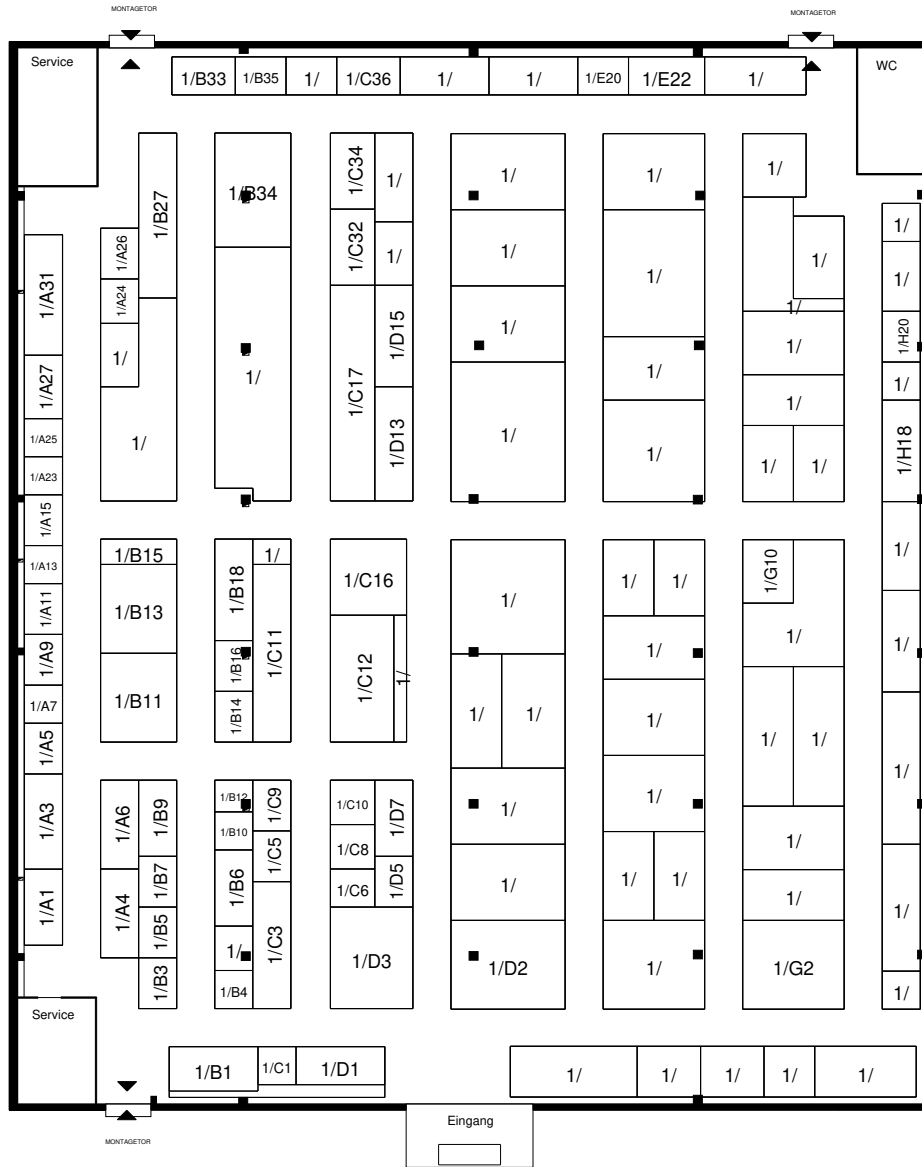 MONTAGETOR
MONTAGETOR
Service
1/B33
1/B35
1/
1/C36
1/
1/
1/E20
1/E22
1/
WC
1/B27
1/B34
1/C34
1/
1/
1/
1/
1/A26
1/C32
1/
1/
1/
1/
1/
1/A31
1/A24
1/
1/D15
1/
1/
1/
1/H20
1/A27
1/
1/C17
1/
1/
1/
1/
1/A25
1/
1/D13
1/
1/
1/
1/
1/H18
1/A23
1/A15
1/A13
1/B15
1/B18
1/
1/C16
1/
1/
1/
1/G10
1/
1/A11
1/B13
1/C11
1/
1/
1/
1/A9
1/B16
1/C12
1/
1/A7
1/B11
1/B14
1/
1/
1/
1/
1/
1/A5
1/A3
1/A6
1/B9
1/B12
1/C9
1/C10
1/D7
1/
1/
1/
1/
1/B10
1/C8
1/A1
1/A4
1/B7
1/B6
1/C5
1/C6
1/D5
1/
1/
1/
1/
1/
1/B5
1/
1/C3
1/D3
1/D2
1/
1/G2
1/B3
1/B4
1/
Service
1/B1
1/C1
1/D1
1/
1/
1/
1/
1/
Eingang
MONTAGETOR